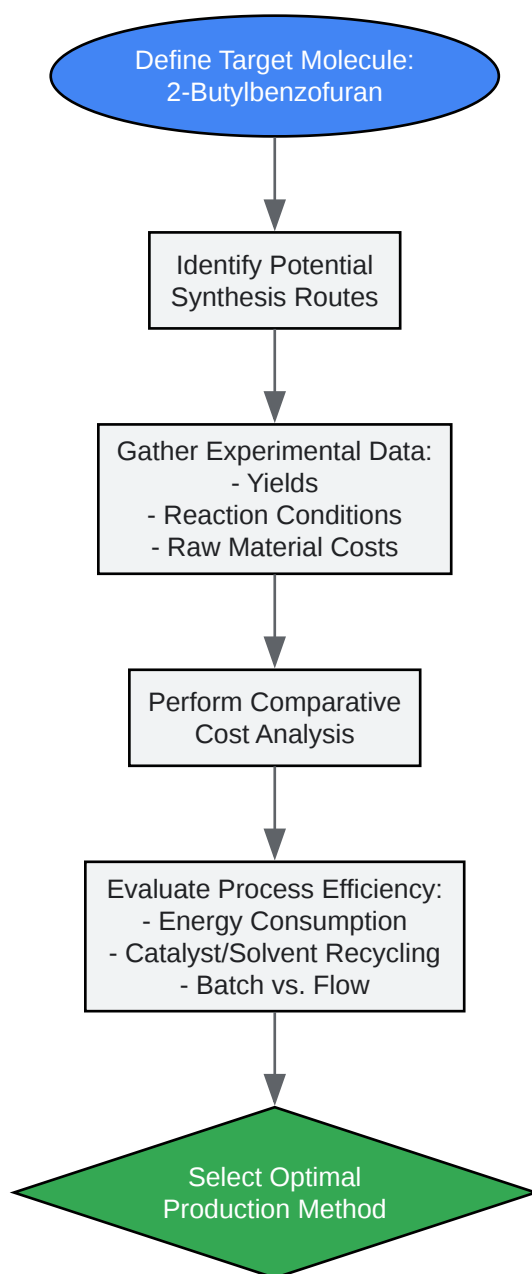 Define Target Molecule:
2-Butylbenzofuran
Identify Potential
Synthesis Routes
Gather Experimental Data:
- Yields
- Reaction Conditions
- Raw Material Costs
Perform Comparative
Cost Analysis
Evaluate Process Efficiency:
- Energy Consumption
- Catalyst/Solvent Recycling
- Batch vs. Flow
Select Optimal
Production Method